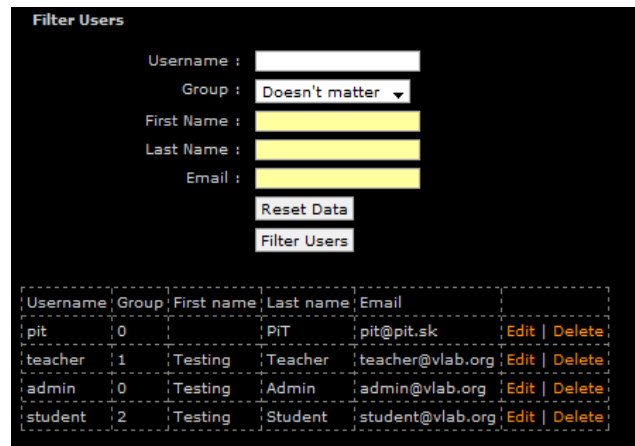 Filter Users
Username :
Group : Doesn't matter
First Name :
Last Name :
Email :
Reset Data
Filter Users
Username Group First name Last name Email
pit 0 PiT pit@pit.sk Edit | Delete
teacher 1 Testing Teacher teacher@vlab.org Edit | Delete
admin 0 Testing Admin admin@vlab.org Edit | Delete
student 2 Testing Student student@vlab.org Edit | Delete